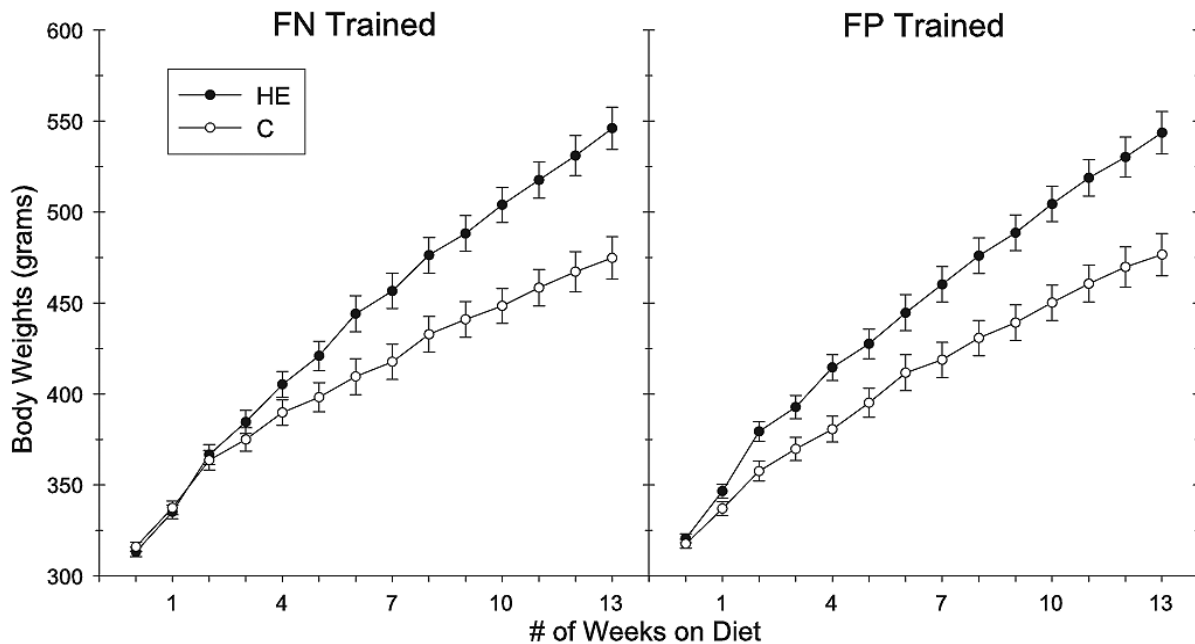 FN Trained
FP Trained
HE
C
Body Weights (grams)
600
550
500
450
400
350
300
1 4 7 10 13
1 4 7 10 13
# of Weeks on Diet